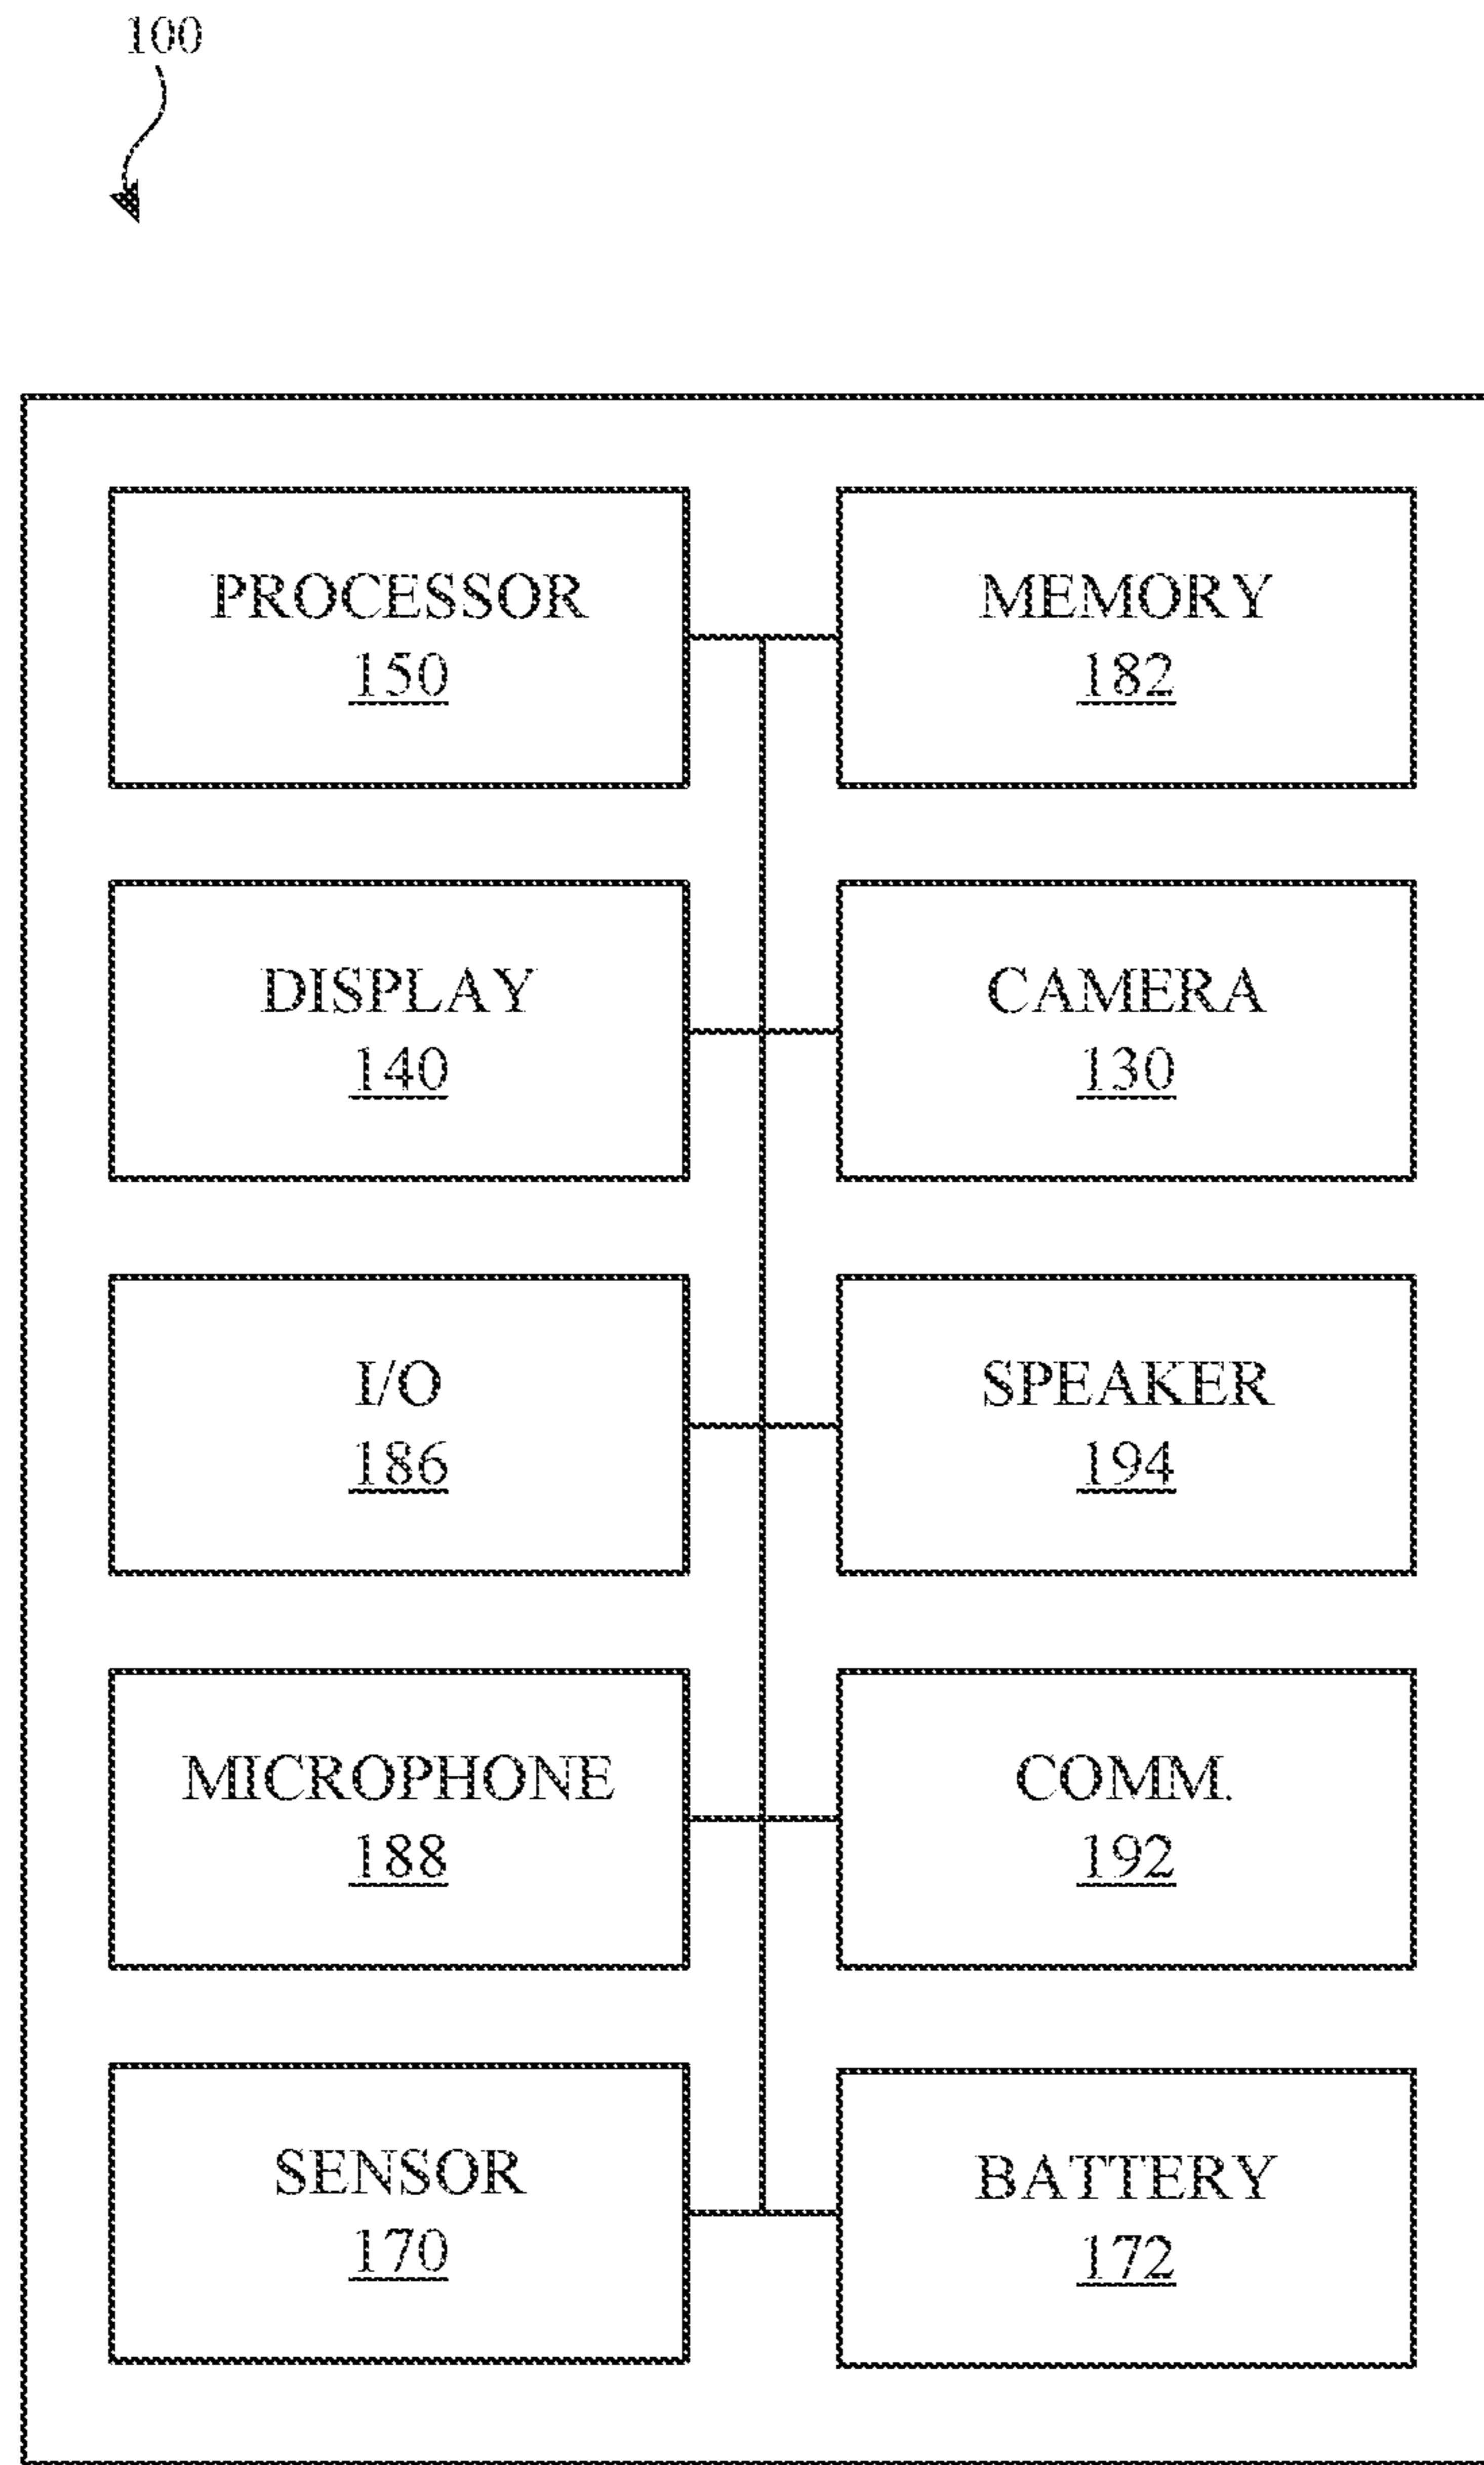 100
PROCESSOR
150
MEMORY
182
DISPLAY
140
CAMERA
130
I/O
186
SPEAKER
194
MICROPHONE
188
COMM.
192
SENSOR
170
BATTERY
172